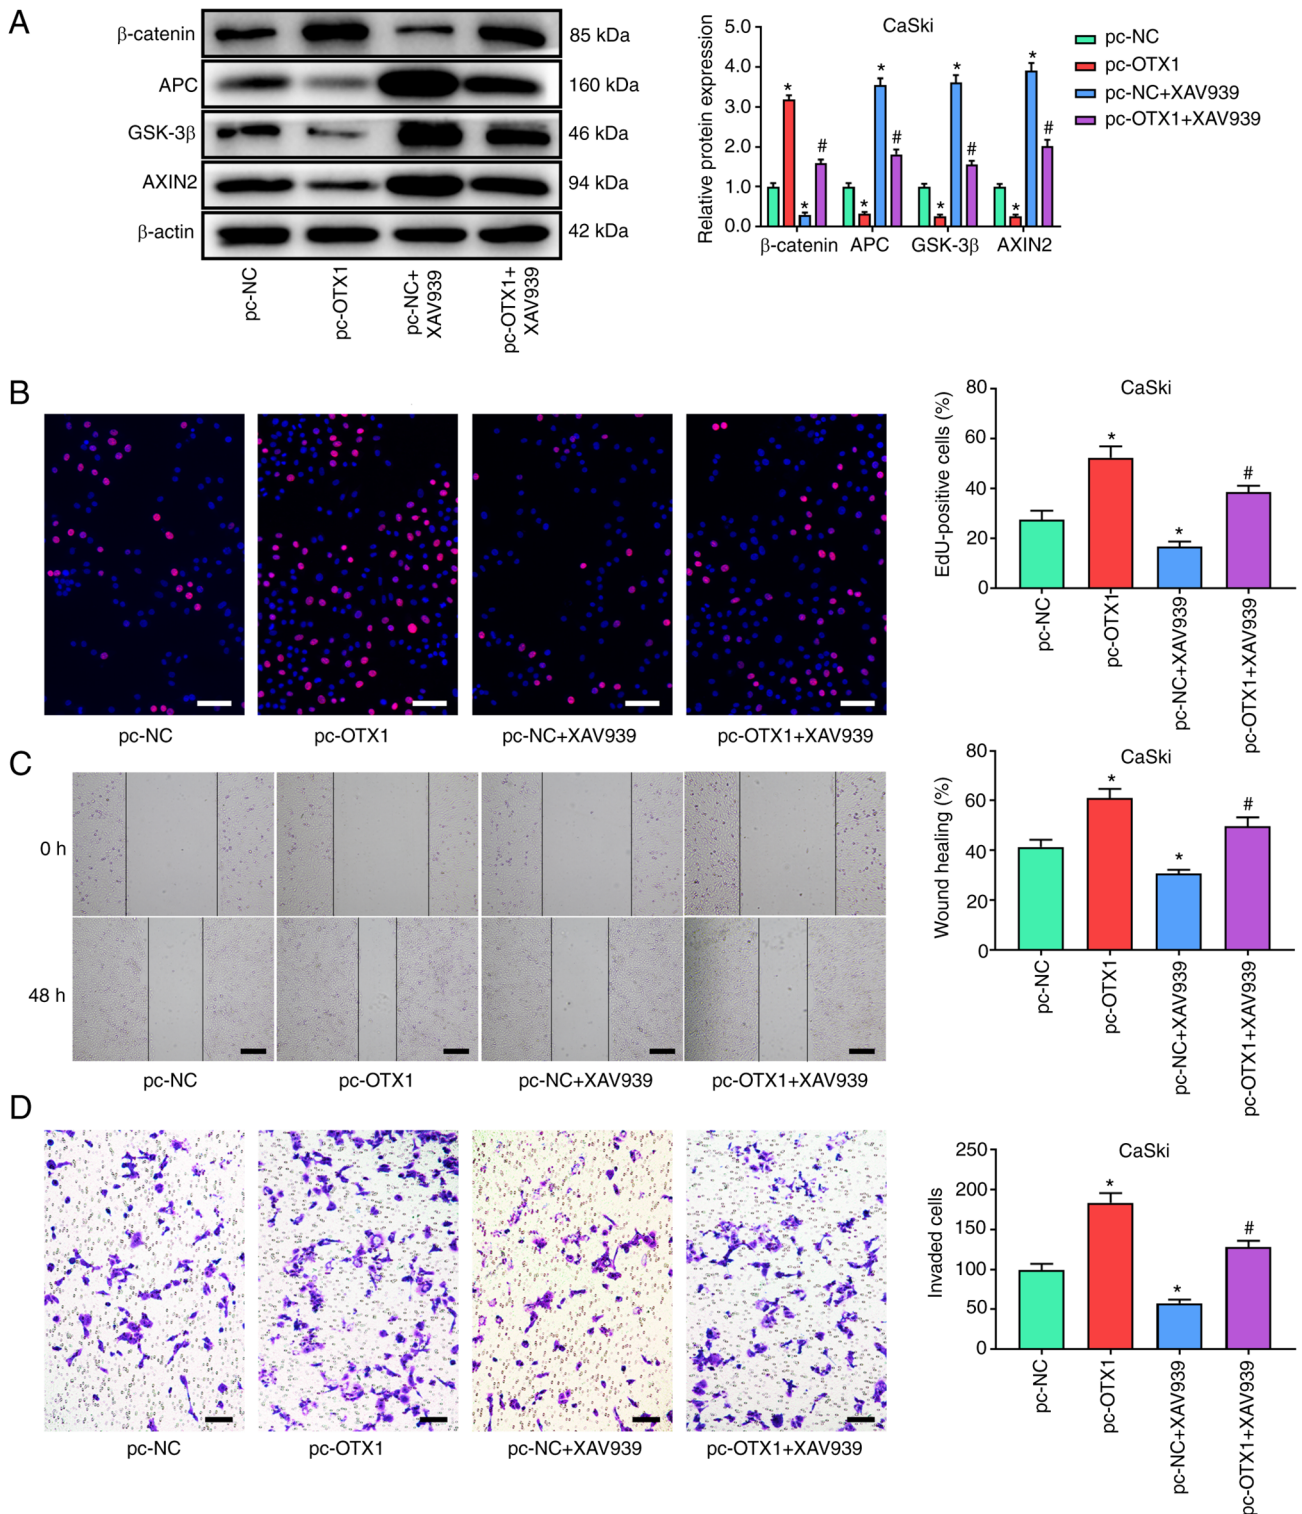 A
β-catenin
85 kDa
APC
160 kDa
GSK-3β
46 kDa
AXIN2
94 kDa
β-actin
42 kDa
pc-NC
pc-OTX1
pc-NC+
XAV939
pc-OTX1+
XAV939
CaSki
Relative protein expression
5.0
4.0
3.0
2.0
1.0
0.0
* * # * * # * * # * * #
β-catenin APC GSK-3β AXIN2
pc-NC
pc-OTX1
pc-NC+XAV939
pc-OTX1+XAV939
B
pc-NC pc-OTX1 pc-NC+XAV939 pc-OTX1+XAV939
CaSki
EdU-positive cells (%)
80
60
40
20
0
* * #
pc-NC
pc-OTX1
pc-NC+XAV939
pc-OTX1+XAV939
C
0 h
48 h
pc-NC pc-OTX1 pc-NC+XAV939 pc-OTX1+XAV939
CaSki
Wound healing (%)
80
60
40
20
0
* * #
pc-NC
pc-OTX1
pc-NC+XAV939
pc-OTX1+XAV939
D
pc-NC pc-OTX1 pc-NC+XAV939 pc-OTX1+XAV939
CaSki
Invaded cells
250
200
150
100
50
0
* * #
pc-NC
pc-OTX1
pc-NC+XAV939
pc-OTX1+XAV939